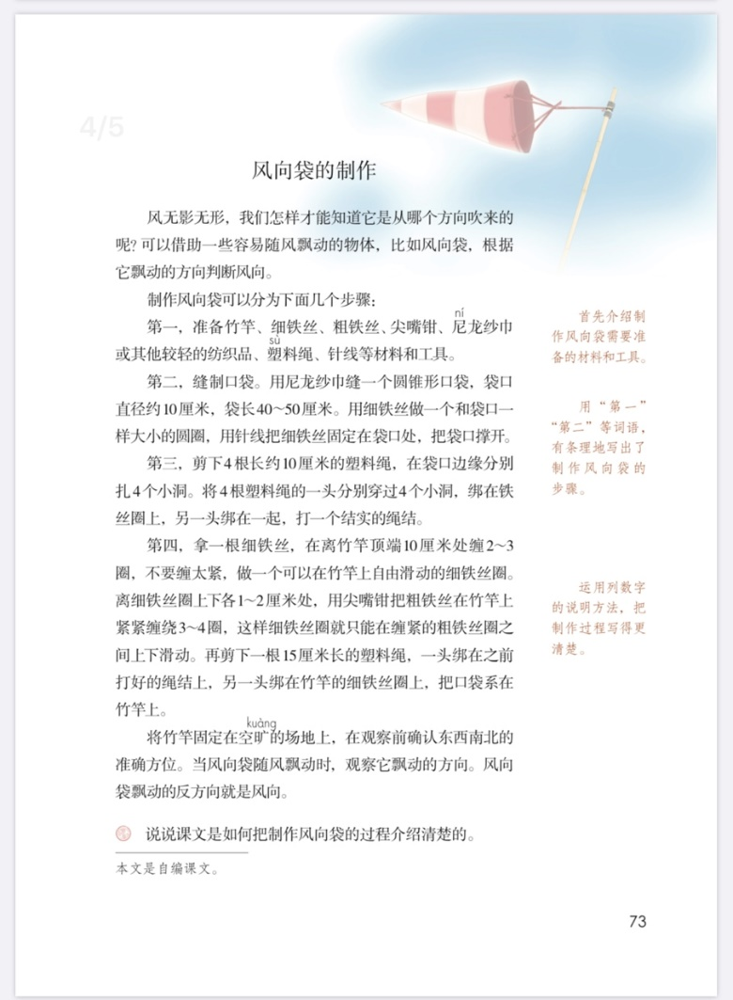 4/5
风向袋的制作
风无影无形，我们怎样才能知道它是从哪个方向吹来的
呢？可以借助一些容易随风飘动的物体，比如风向袋，根据
它飘动的方向判断风向。
制作风向袋可以分为下面几个步骤：
ní
第一，准备竹竿、细铁丝、粗铁丝、尖嘴钳、尼龙纱巾
sù
或其他较轻的纺织品、塑料绳、针线等材料和工具。
第二，缝制口袋。用尼龙纱巾缝一个圆锥形口袋，袋口
直径约10厘米，袋长40～50厘米。用细铁丝做一个和袋口一
样大小的圆圈，用针线把细铁丝固定在袋口处，把袋口撑开。
第三，剪下4根长约10厘米的塑料绳，在袋口边缘分别
扎4个小洞。将4根塑料绳的一头分别穿过4个小洞，绑在铁
丝圈上，另一头绑在一起，打一个结实的绳结。
第四，拿一根细铁丝，在离竹竿顶端10厘米处缠2～3
圈，不要缠太紧，做一个可以在竹竿上自由滑动的细铁丝圈。
离细铁丝圈上下各1～2厘米处，用尖嘴钳把粗铁丝在竹竿上
紧紧缠绕3～4圈，这样细铁丝圈就只能在缠紧的粗铁丝圈之
间上下滑动。再剪下一根15厘米长的塑料绳，一头绑在之前
打好的绳结上，另一头绑在竹竿的细铁丝圈上，把口袋系在
竹竿上。
kuàng
将竹竿固定在空旷的场地上，在观察前确认东西南北的
准确方位。当风向袋随风飘动时，观察它飘动的方向。风向
袋飘动的反方向就是风向。
说说课文是如何把制作风向袋的过程介绍清楚的。
本文是自编课文。
首先介绍制
作风向袋需要准
备的材料和工具。
用“第一”
“第二”等词语，
有条理地写出了
制作风向袋的
步骤。
运用列数字
的说明方法，把
制作过程写得更
清楚。
73